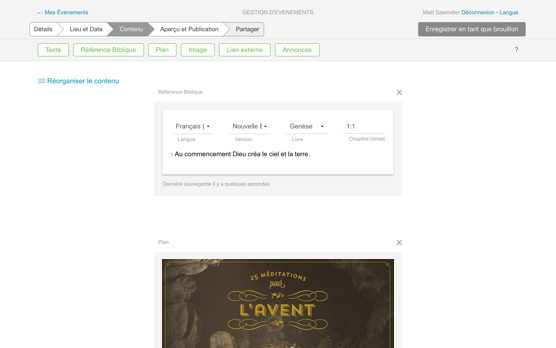 ← Mes Événements
GESTION D'EVENEMENTS
Matt Sawmiller Déconnexion • Langue
Détails
Lieu et Date
Contenu
Aperçu et Publication
Partager
Enregistrer en tant que brouillon
Texte
Référence Biblique
Plan
Image
Lien externe
Annonces
?
Réorganiser le contenu
Référence Biblique
Français (
Nouvelle E
Genèse
1:1
Langue
Version
Livre
Chapitre:Verset
1 Au commencement Dieu créa le ciel et la terre.
Dernière sauvegarde il y a quelques secondes
Plan
25 MÉDITATIONS
pour
L'AVENT